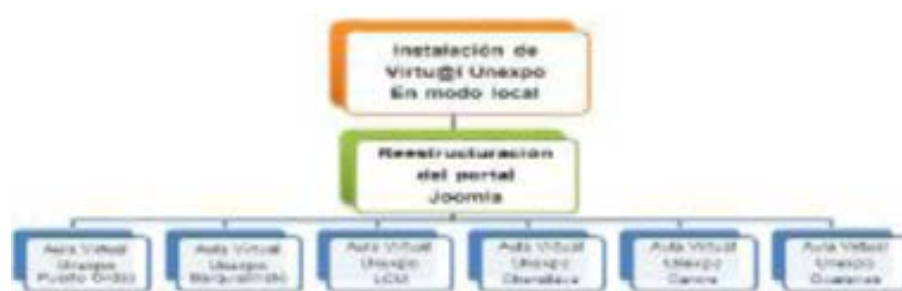 Instalación de
Virtu@l Unexpo
En modo local
Reestructuración
del portal
Joomla
Aula Virtual
Unexpo
Puerto Ordaz
Aula Virtual
Unexpo
Barquisimeto
Aula Virtual
Unexpo
LCM
Aula Virtual
Unexpo
Charallave
Aula Virtual
Unexpo
Carora
Aula Virtual
Unexpo
Guarenas